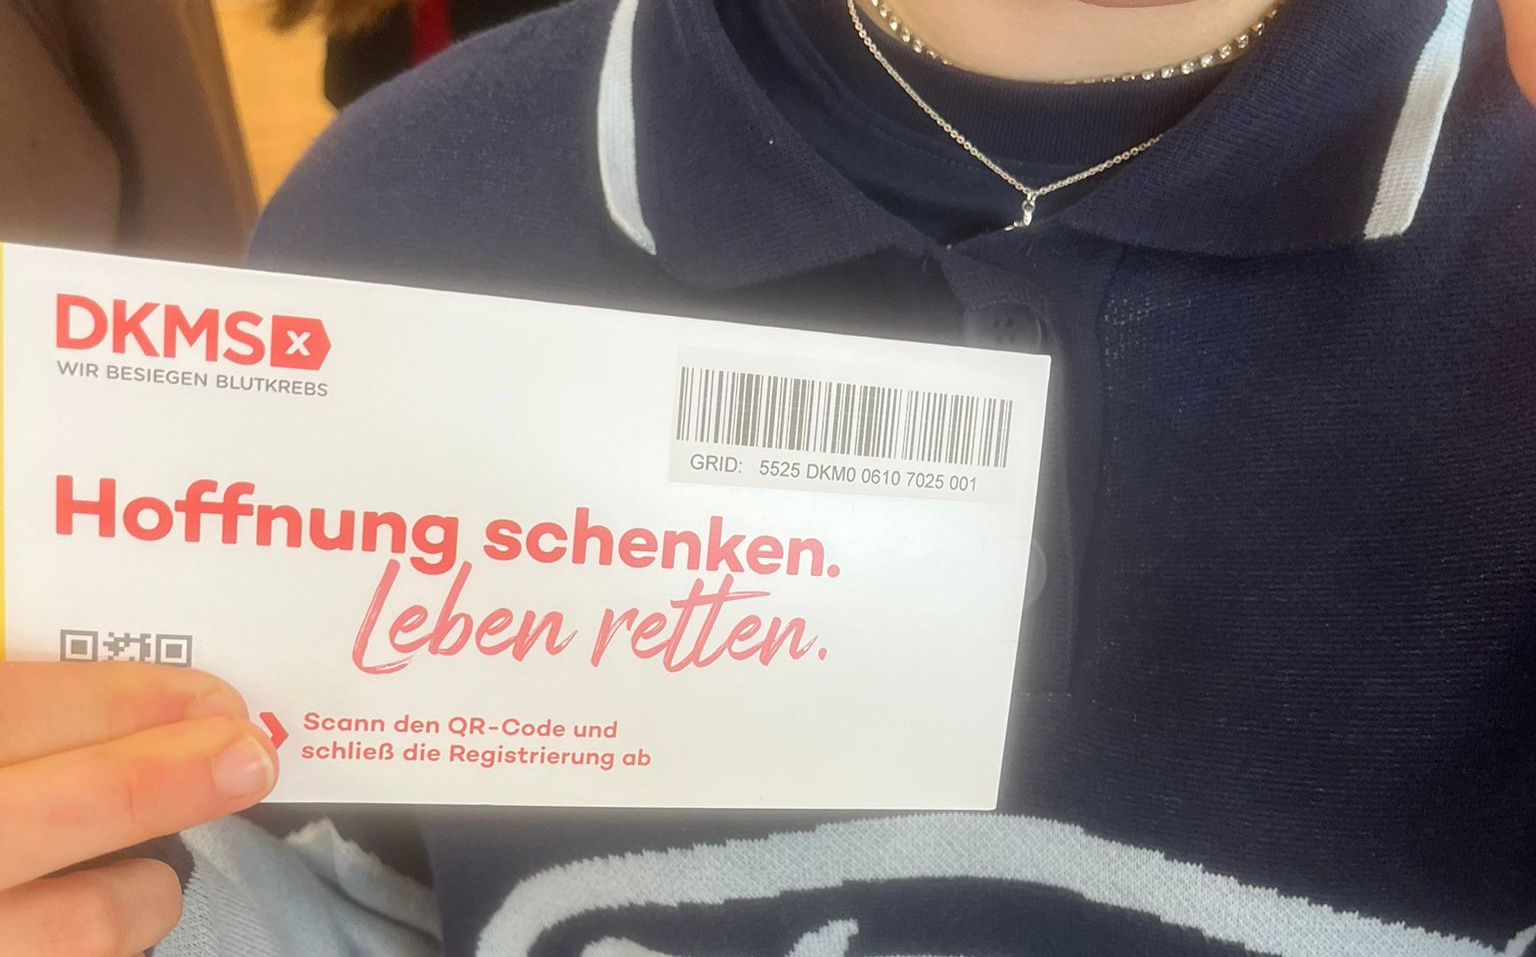 DKMS
WIR BESIEGEN BLUTKREBS
GRID: 5525 DKM0 0610 7025 001
Hoffnung schenken.
Leben retten.
Scann den QR-Code und
schließ die Registrierung ab